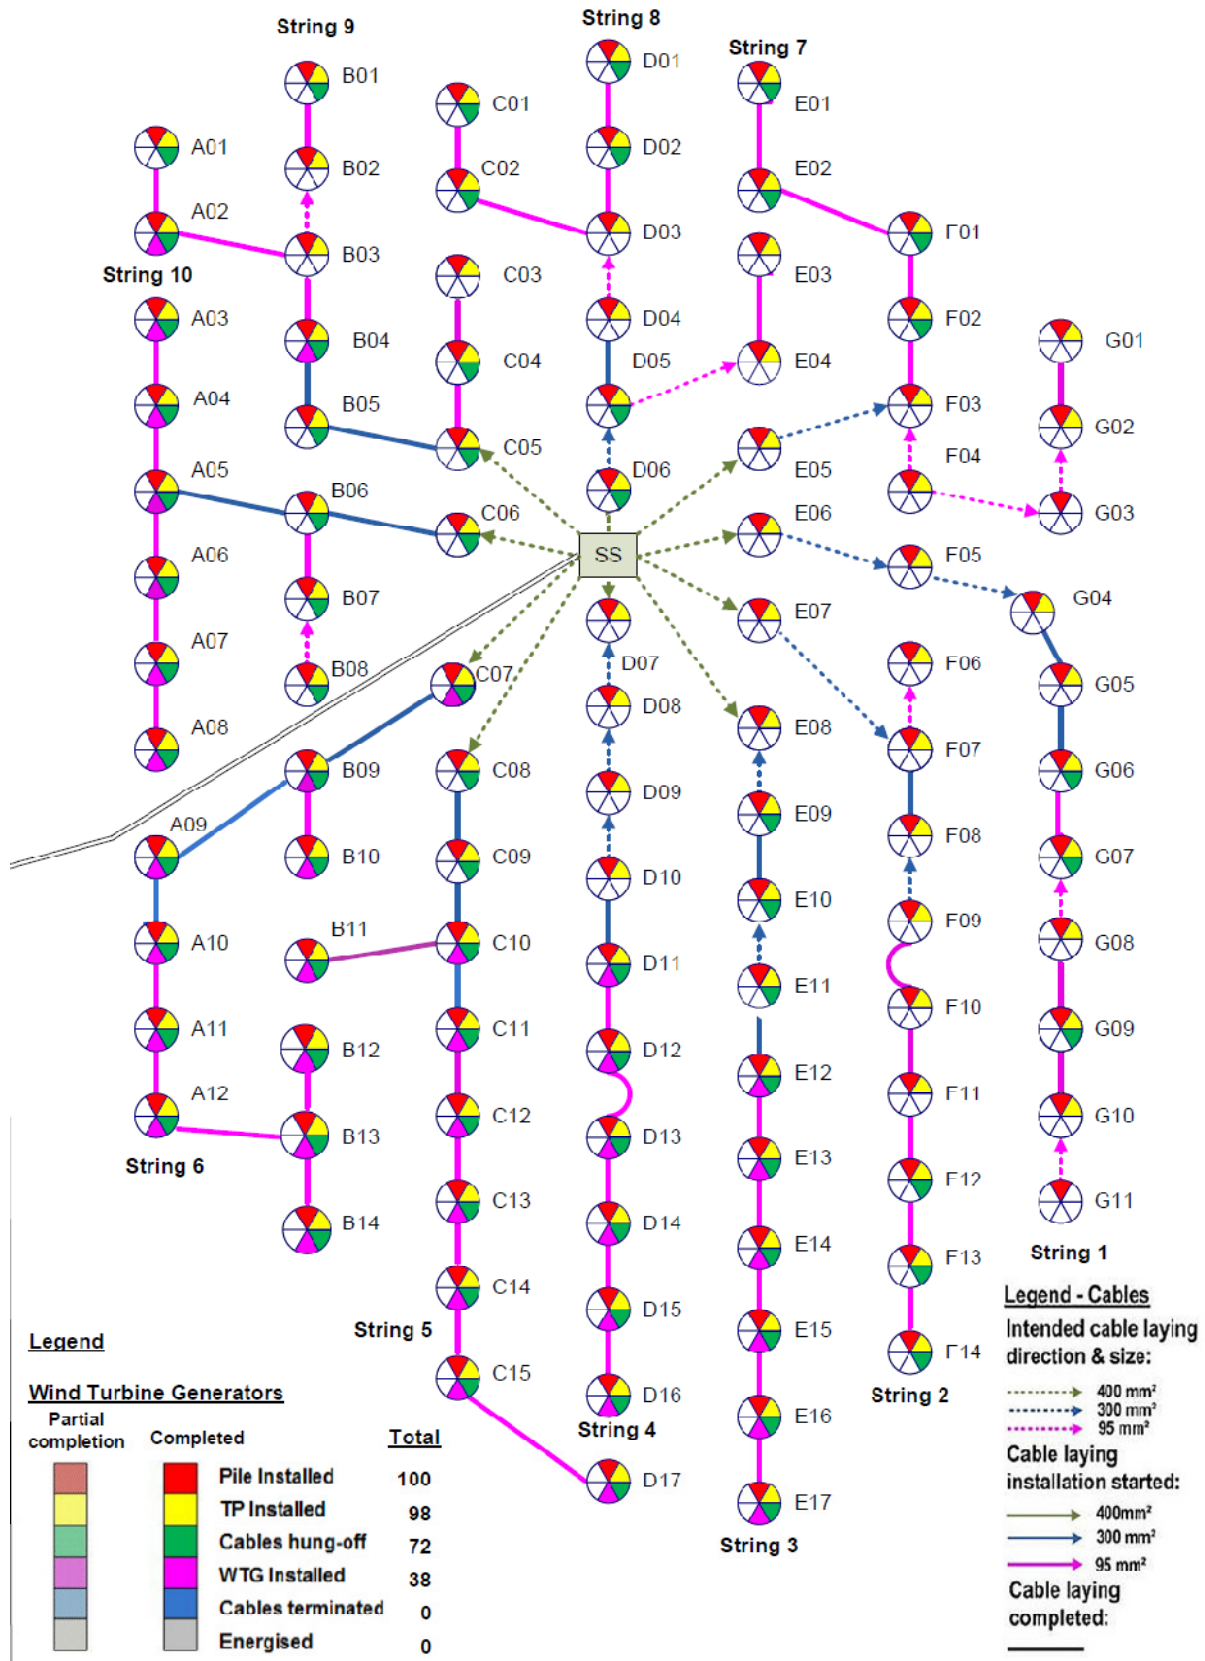 String 8
String 9
String 7
B01
D01
E01
C01
A01
B02
C02
D02
E02
A02
B03
D03
F01
String 10
C03
E03
A03
B04
D04
F02
G01
C04
D05
E04
A04
B05
C05
F03
G02
A05
B06
D06
E05
F04
C06
E06
G03
A06
SS
F05
B07
E07
G04
A07
B08
C07
D07
F06
G05
A08
D08
E08
F07
B09
C08
D09
G06
A09
E09
F08
B10
C09
D10
G07
E10
F09
B11
A10
C10
D11
G08
E11
F10
A11
B12
C11
D12
G09
E12
F11
A12
C12
B13
D13
G10
String 6
E13
F12
C13
B14
D14
G11
E14
F13
String 1
C14
D15
E15
String 5
F14
C15
D16
String 2
String 4
E16
D17
E17
String 3
Legend
Wind Turbine Generators
Partial completion
Completed
Total
Pile Installed 100
TP Installed 98
Cables hung-off 72
WTG Installed 38
Cables terminated 0
Energised 0
Legend - Cables
Intended cable laying
direction & size:
400 mm²
300 mm²
95 mm²
Cable laying
installation started:
400mm²
300 mm²
95 mm²
Cable laying
completed: